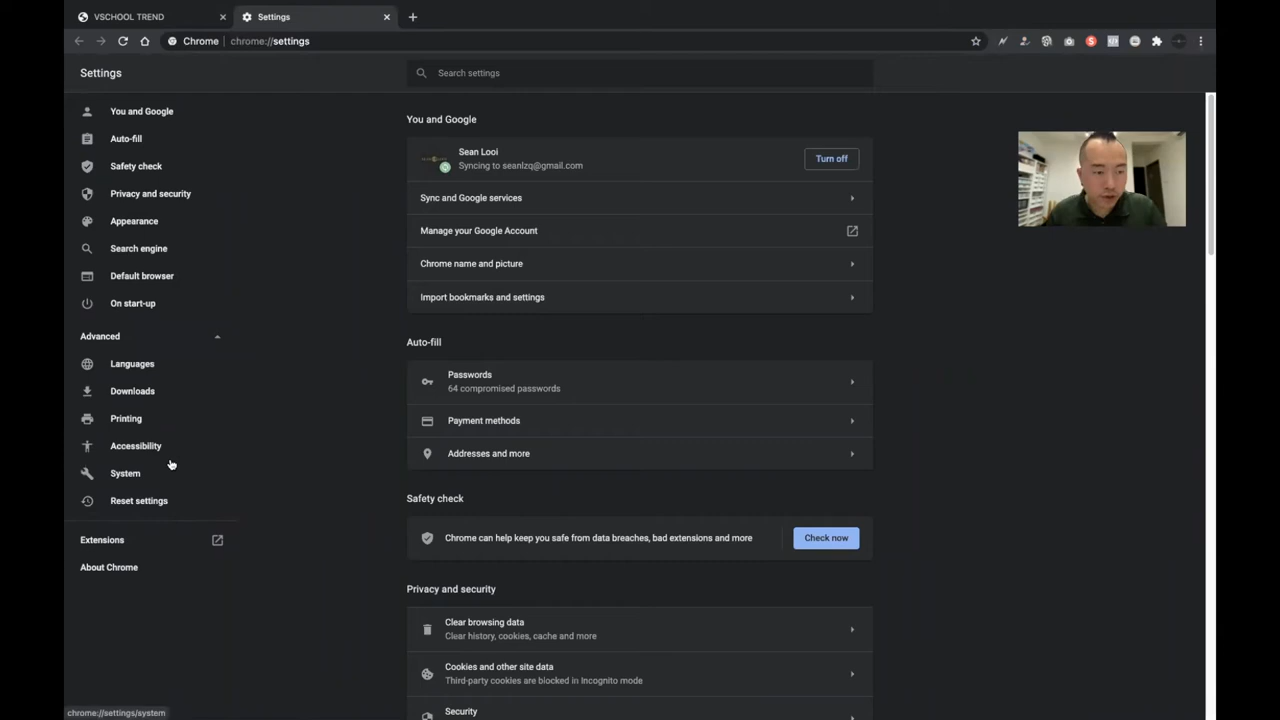 VSCHOOL TREND
Settings
Chrome
chrome://settings
Settings
Search settings
You and Google
Auto-fill
Safety check
Privacy and security
Appearance
Search engine
Default browser
On start-up
Advanced
Languages
Downloads
Printing
Accessibility
System
Reset settings
Extensions
About Chrome
You and Google
Sean Looi
Syncing to seanlzq@gmail.com
Turn off
Sync and Google services
Manage your Google Account
Chrome name and picture
Import bookmarks and settings
Auto-fill
Passwords
64 compromised passwords
Payment methods
Addresses and more
Safety check
Chrome can help keep you safe from data breaches, bad extensions and more
Check now
Privacy and security
Clear browsing data
Clear history, cookies, cache and more
Cookies and other site data
Third-party cookies are blocked in Incognito mode
Security
chrome://settings/system